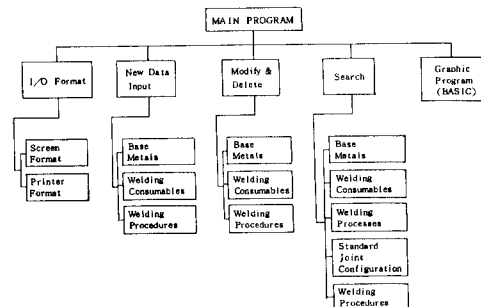 MAIN PROGRAM
I/O Format
New Data
Input
Modify &
Delete
Search
Graphic
Program
(BASIC)
Screen
Format
Printer
Format
Base
Metals
Welding
Consumables
Welding
Procedures
Base
Metals
Welding
Consumables
Welding
Procedures
Base
Metals
Welding
Consumables
Welding
Processes
Standard
Joint
Configuration
Welding
Procedures